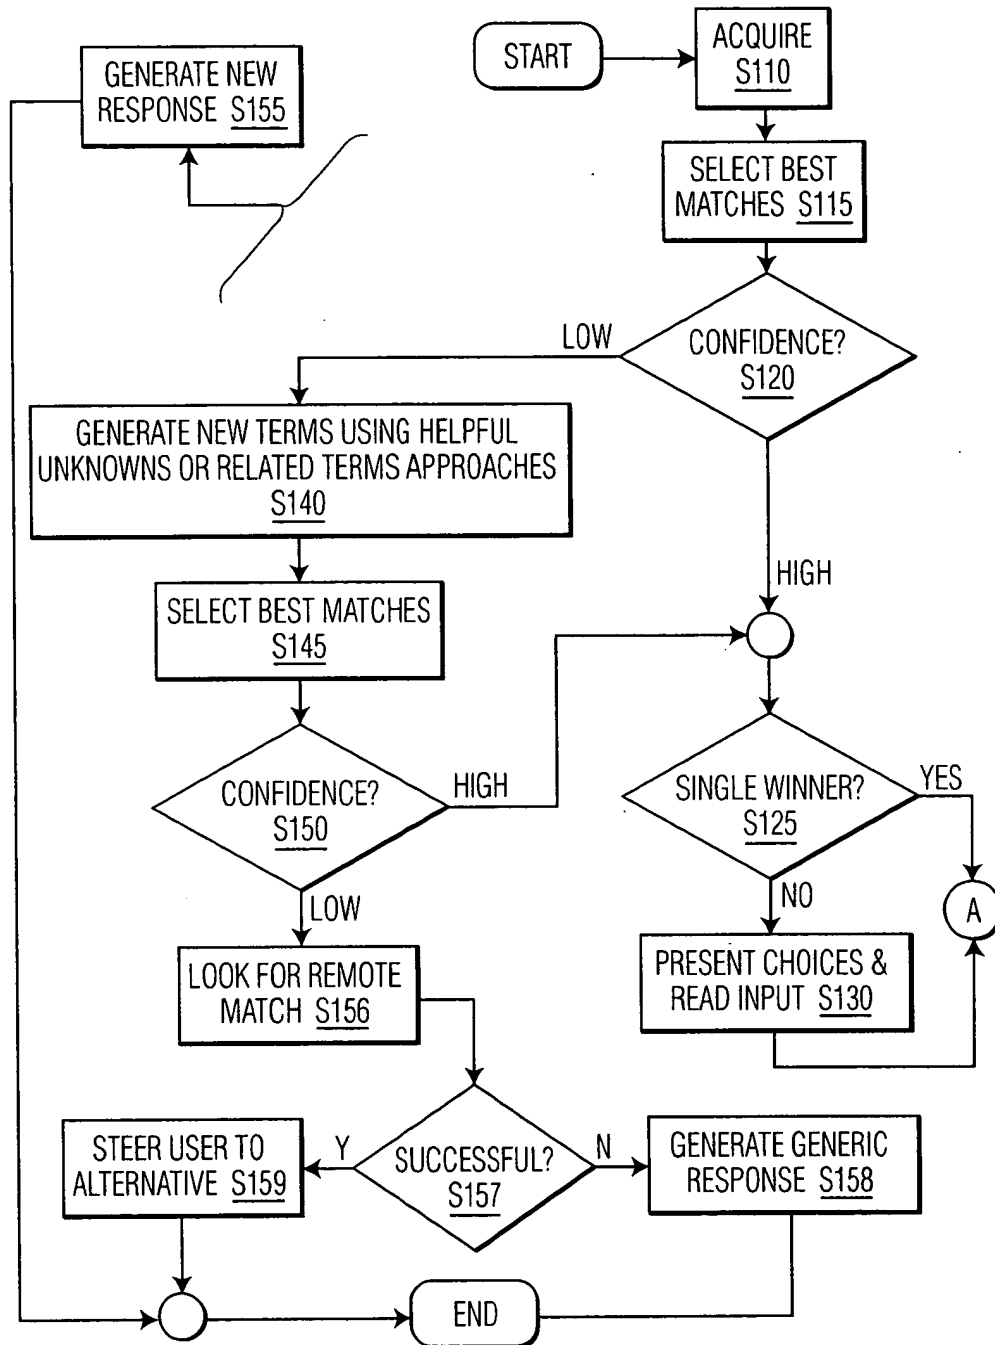 START
ACQUIRE
S110
GENERATE NEW
RESPONSE S155
SELECT BEST
MATCHES S115
CONFIDENCE?
S120
LOW
HIGH
GENERATE NEW TERMS USING HELPFUL
UNKNOWNS OR RELATED TERMS APPROACHES
S140
SELECT BEST MATCHES
S145
CONFIDENCE?
S150
HIGH
LOW
SINGLE WINNER?
S125
YES
NO
A
PRESENT CHOICES &
READ INPUT S130
LOOK FOR REMOTE
MATCH S156
SUCCESSFUL?
S157
Y
N
STEER USER TO
ALTERNATIVE S159
GENERATE GENERIC
RESPONSE S158
END